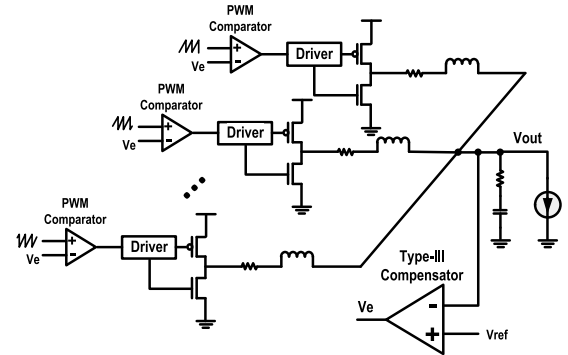 PWM
Comparator
+
-
Ve
Driver
PWM
Comparator
+
-
Ve
Driver
Vout
PWM
Comparator
+
-
Ve
Driver
Type-III
Compensator
Ve
-
+
Vref